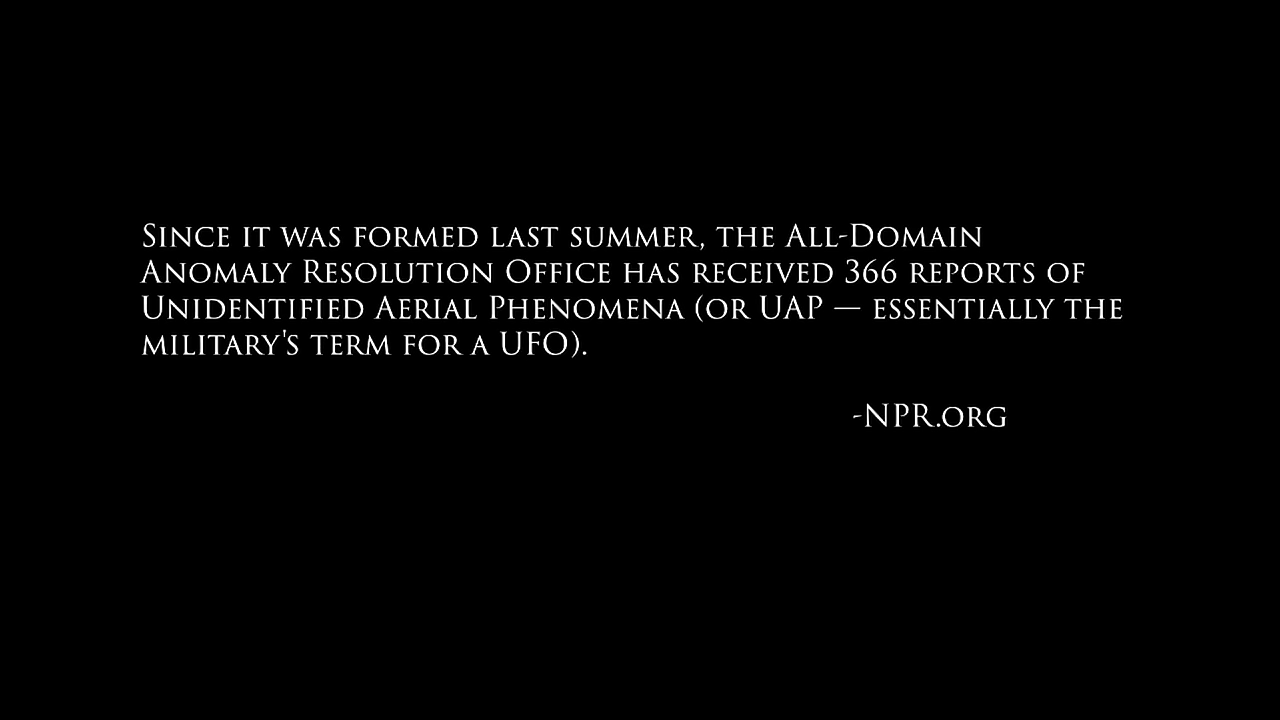 Since it was formed last summer, the All-Domain
Anomaly Resolution Office has received 366 reports of
Unidentified Aerial Phenomena (or UAP — essentially the
military's term for a UFO).
-NPR.org